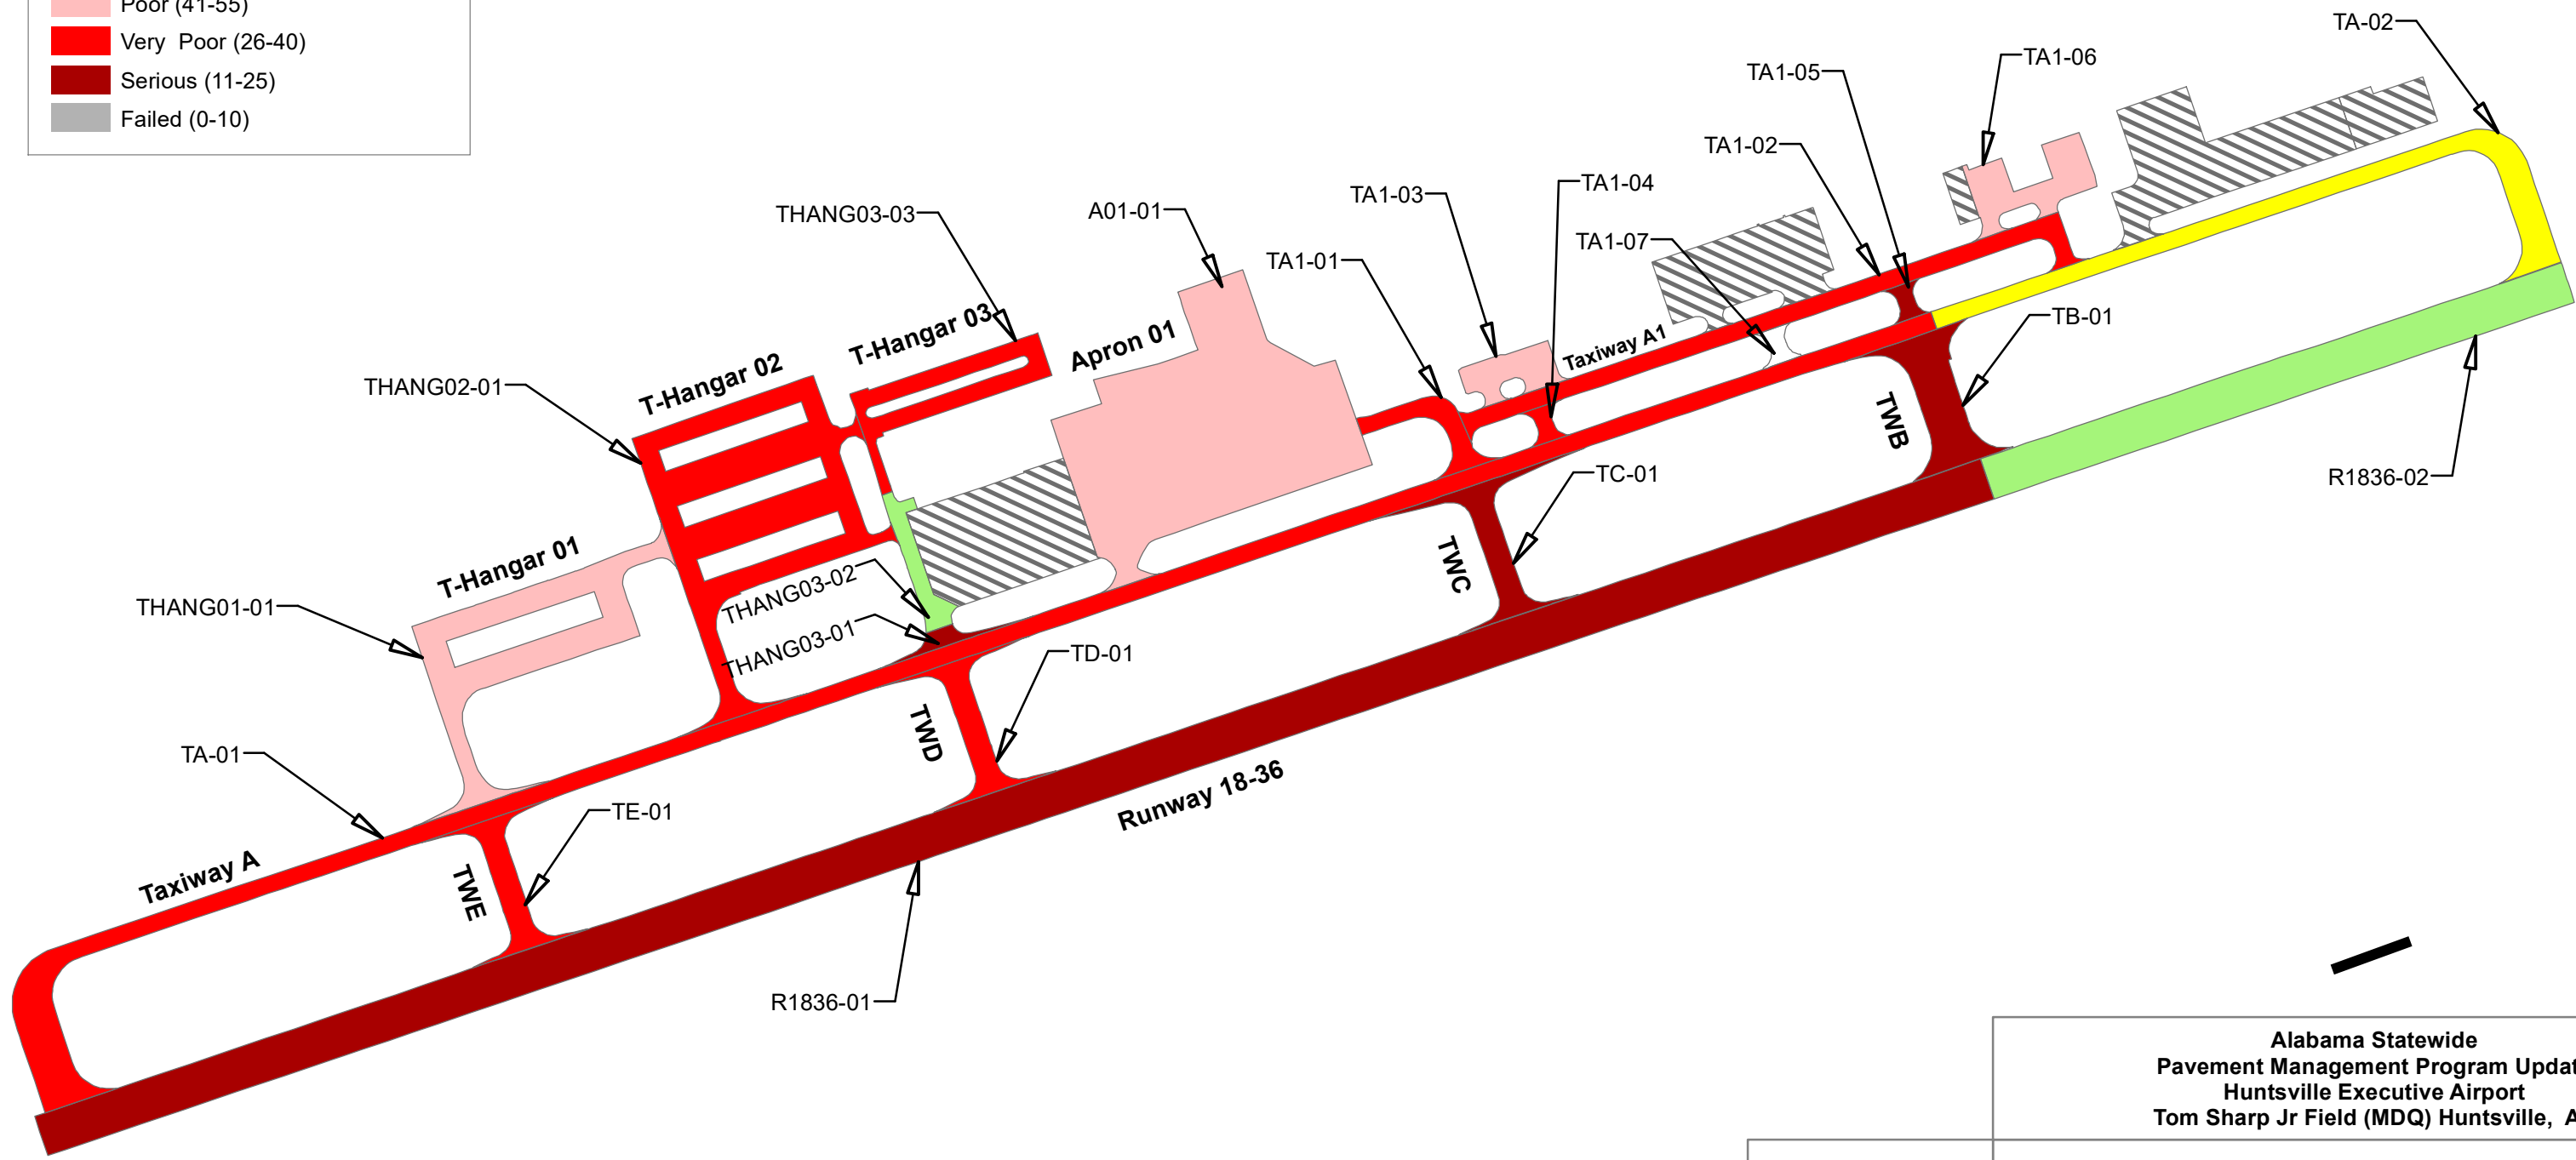 Poor (41-55)
Very Poor (26-40)
Serious (11-25)
Failed (0-10)
TA-02
TA1-06
TA1-05
TA1-02
TA1-04
TA1-03
THANG03-03
A01-01
TA1-07
TA1-01
TB-01
T-Hangar 03
Apron 01
Taxiway A1
T-Hangar 02
THANG02-01
TWB
TC-01
R1836-02
T-Hangar 01
TWC
THANG03-02
THANG01-01
THANG03-01
TD-01
TWD
TA-01
Runway 18-36
TE-01
Taxiway A
TWE
R1836-01
Alabama Statewide
Pavement Management Program Updat
Huntsville Executive Airport
Tom Sharp Jr Field (MDQ) Huntsville, A